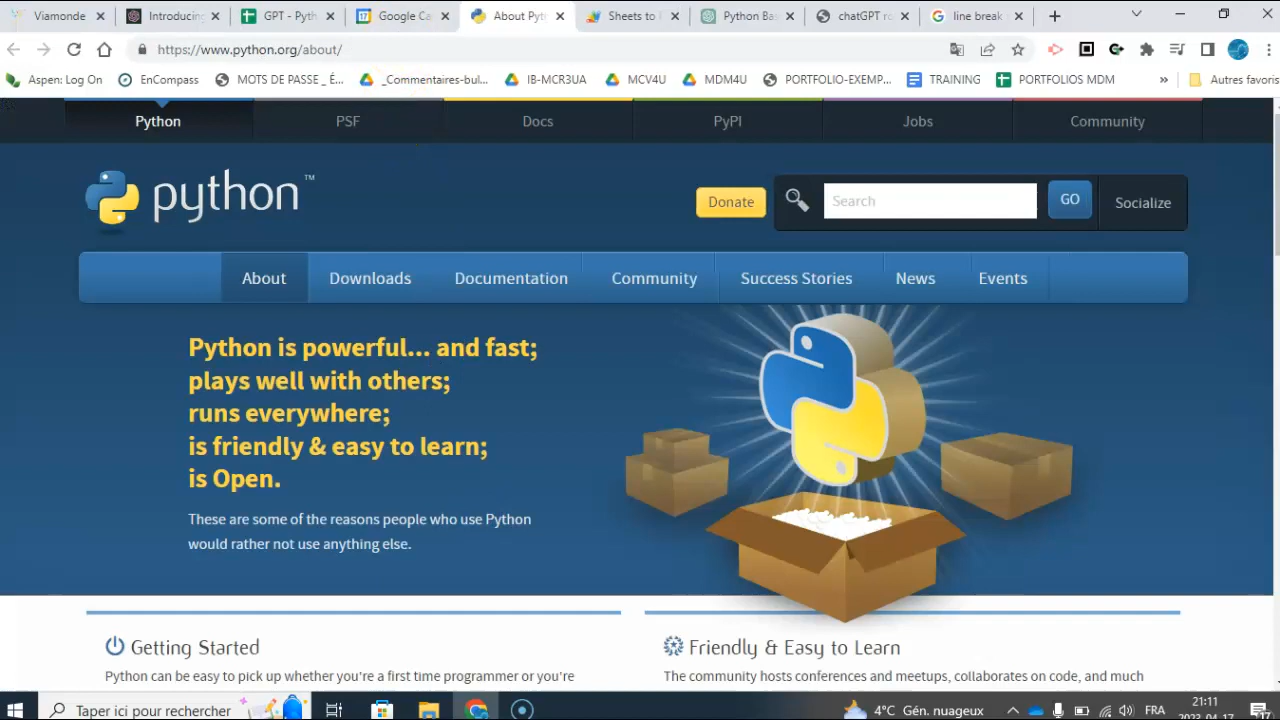 Viamonde
Introducing
GPT - Pyth
Google Ca
About Pyt
Sheets to
Python Bas
chatGPT ro
line break
https://www.python.org/about/
Aspen: Log On
EnCompass
MOTS DE PASSE _ É...
_Commentaires-bul...
IB-MCR3UA
MCV4U
MDM4U
PORTFOLIO-EXEMP...
TRAINING
PORTFOLIOS MDM
»
Autres favoris
Python
PSF
Docs
PyPI
Jobs
Community
python™
Donate
Search
GO
Socialize
About
Downloads
Documentation
Community
Success Stories
News
Events
Python is powerful... and fast;
plays well with others;
runs everywhere;
is friendly & easy to learn;
is Open.
These are some of the reasons people who use Python
would rather not use anything else.
Getting Started
Python can be easy to pick up whether you're a first time programmer or you're
Friendly & Easy to Learn
The community hosts conferences and meetups, collaborates on code, and much
Taper ici pour rechercher
4°C Gén. nuageux
FRA
21:11
2023-04-17